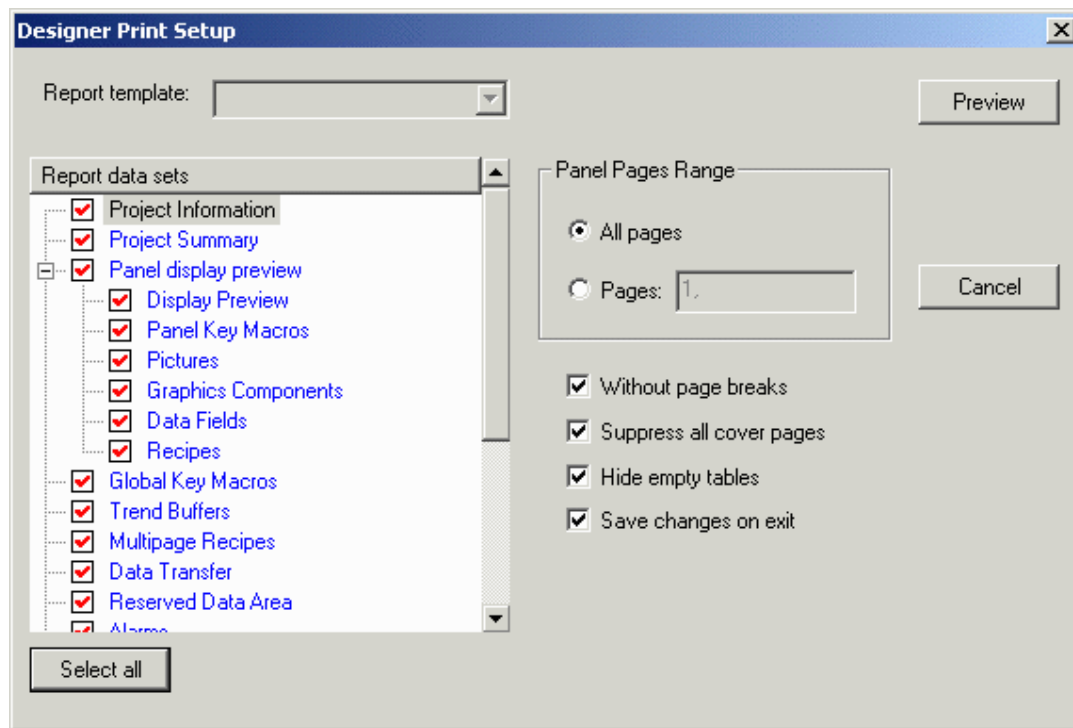 Designer Print Setup
Report template:
Preview
Report data sets
Project Information
Project Summary
Panel display preview
Display Preview
Panel Key Macros
Pictures
Graphics Components
Data Fields
Recipes
Global Key Macros
Trend Buffers
Multipage Recipes
Data Transfer
Reserved Data Area
Alarms
Select all
Panel Pages Range
All pages
Pages: 1,
Cancel
Without page breaks
Suppress all cover pages
Hide empty tables
Save changes on exit